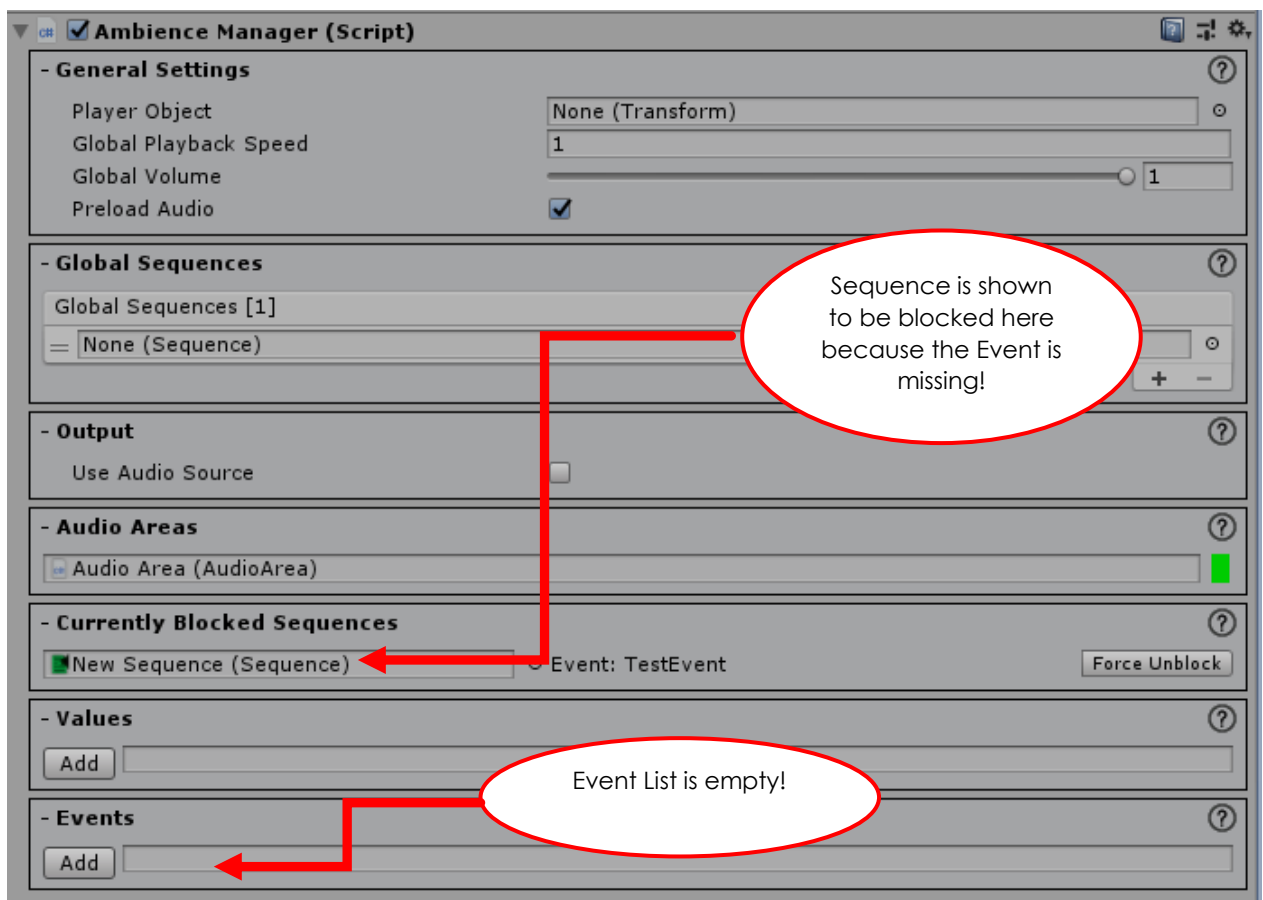 Ambience Manager (Script)
- General Settings
Player Object None (Transform)
Global Playback Speed 1
Global Volume 1
Preload Audio
- Global Sequences
Global Sequences [1]
None (Sequence)
+ -
Sequence is shown
to be blocked here
because the Event is
missing!
- Output
Use Audio Source
- Audio Areas
Audio Area (AudioArea)
- Currently Blocked Sequences
New Sequence (Sequence) Event: TestEvent Force Unblock
- Values
Add
Event List is empty!
- Events
Add